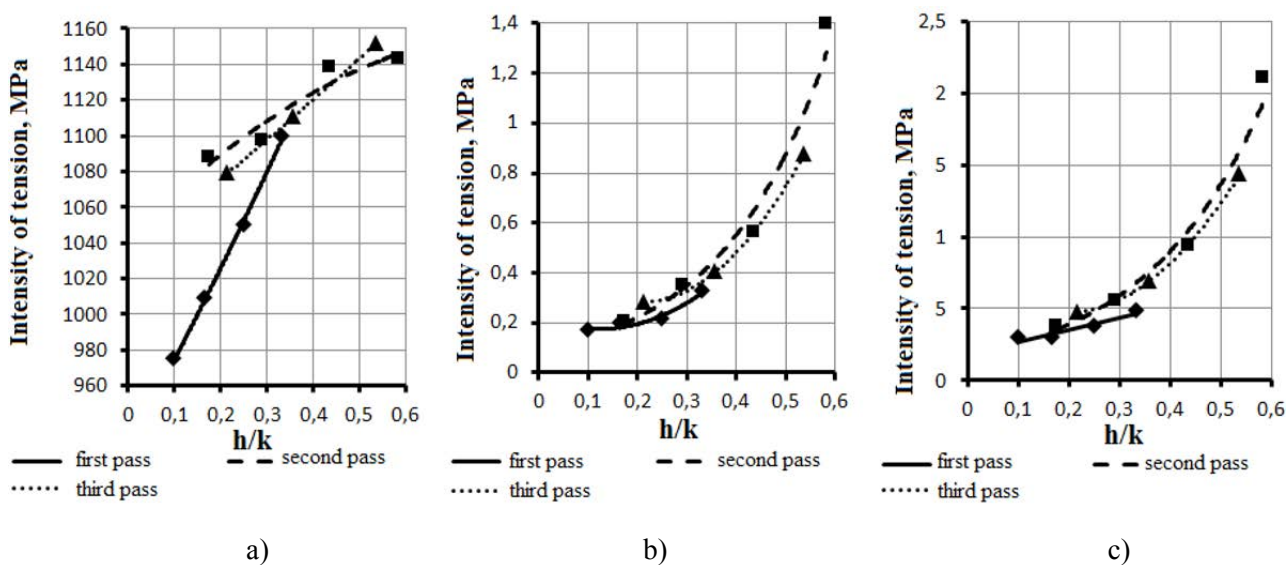 Intensity of tension, MPa
1160
1140
1120
1100
1080
1060
1040
1020
1000
980
960
0 0,1 0,2 0,3 0,4 0,5 0,6
h/k
first pass second pass
third pass
a)
Intensity of tension, MPa
1,4
1,2
1
0,8
0,6
0,4
0,2
0
0 0,1 0,2 0,3 0,4 0,5 0,6
h/k
first pass second pass
third pass
b)
Intensity of tension, MPa
2,5
2
5
1
5
0
0 0,1 0,2 0,3 0,4 0,5 0,6
h/k
first pass second pass
third pass
c)